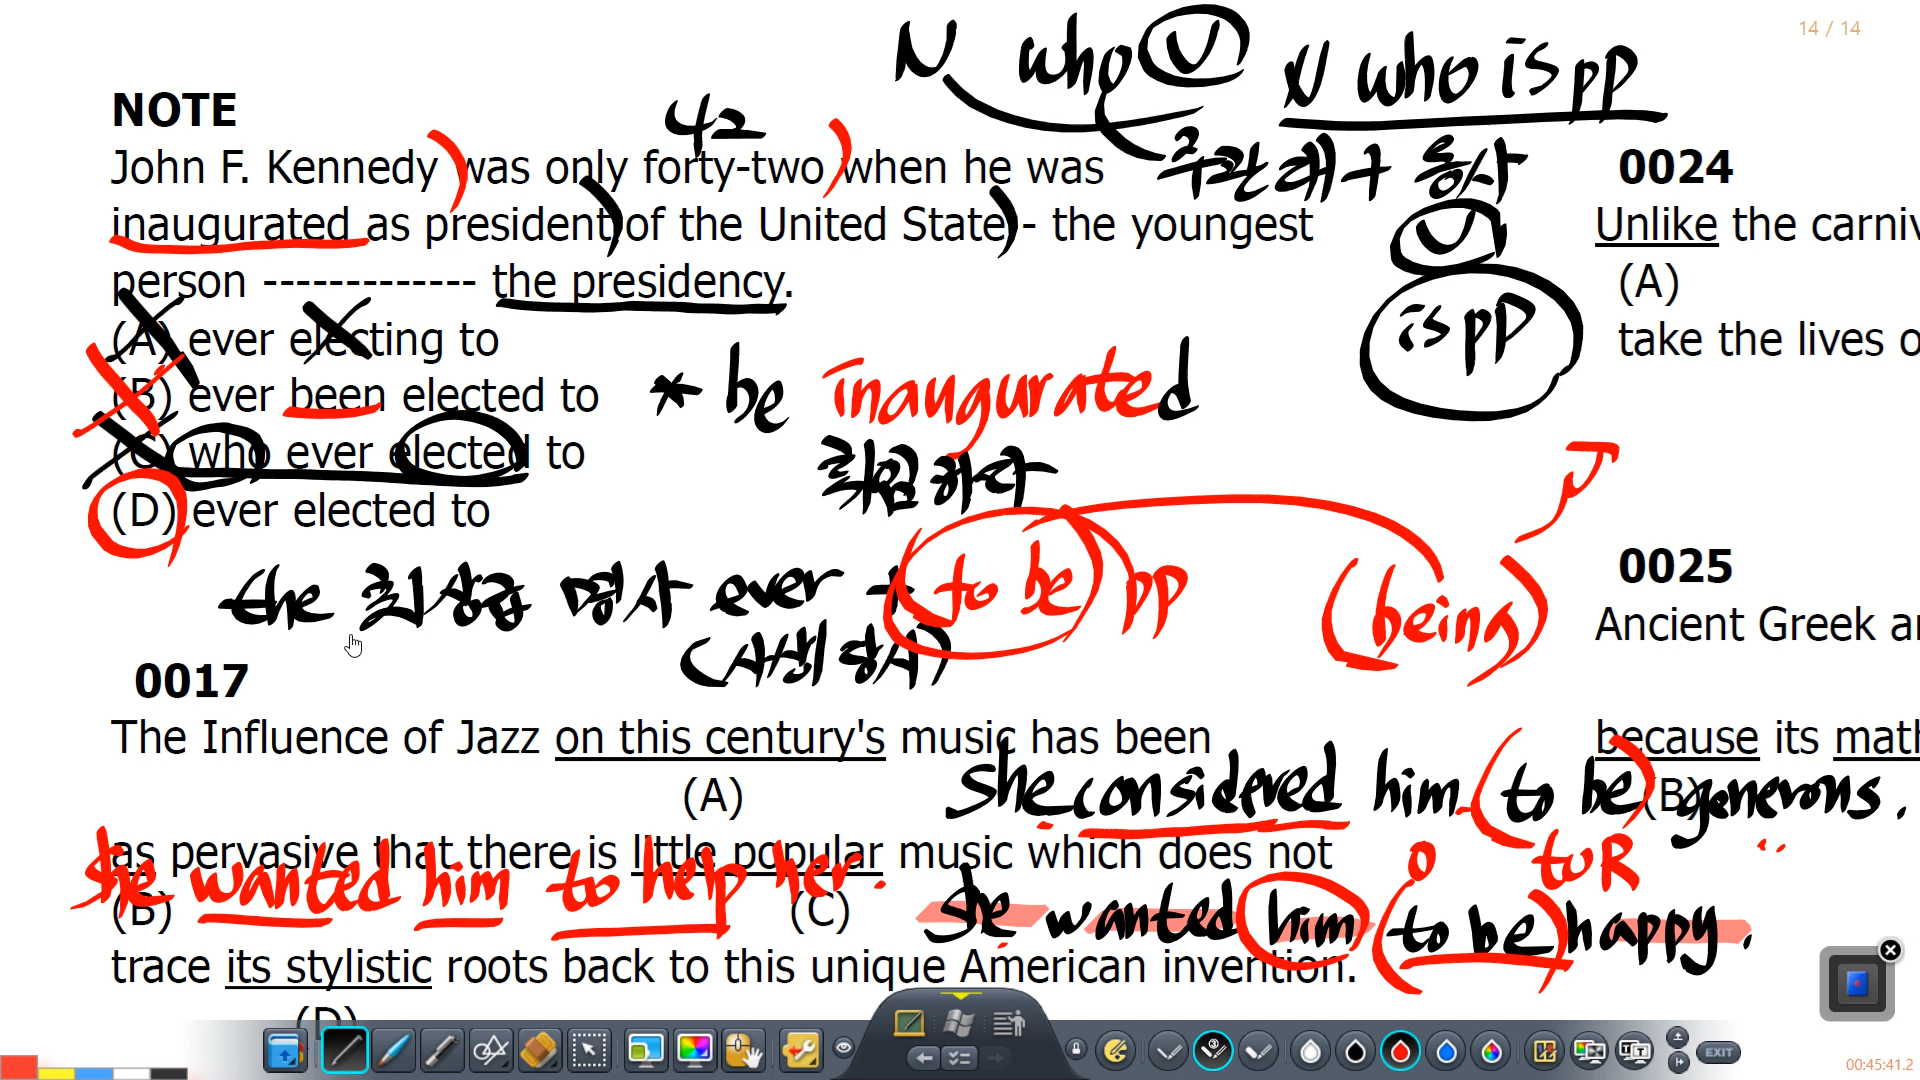 14 / 14
N who V
N who is pp
42
NOTE
John F. Kennedy was only forty-two when he was
주관대 + 동사
inaugurated as president of the United State - the youngest
V
person ------------- the presidency.
is pp
(A) ever electing to
(B) ever been elected to
* be inaugurated
(C) who ever elected to
취임하다
(D) ever elected to
the 최상급 명사 ever + to be pp
(being)
(사생략시)
0017
The Influence of Jazz on this century's music has been
(A)
she considered him (to be) generous.
as pervasive that there is little popular music which does not
she wanted him to help her.
O to R
(B) (C)
she wanted him (to be) happy.
trace its stylistic roots back to this unique American invention.
(D)
0024
Unlike the carniv
(A)
take the lives o
0025
Ancient Greek a
because its math
(B)
EXIT
00:45:41.2